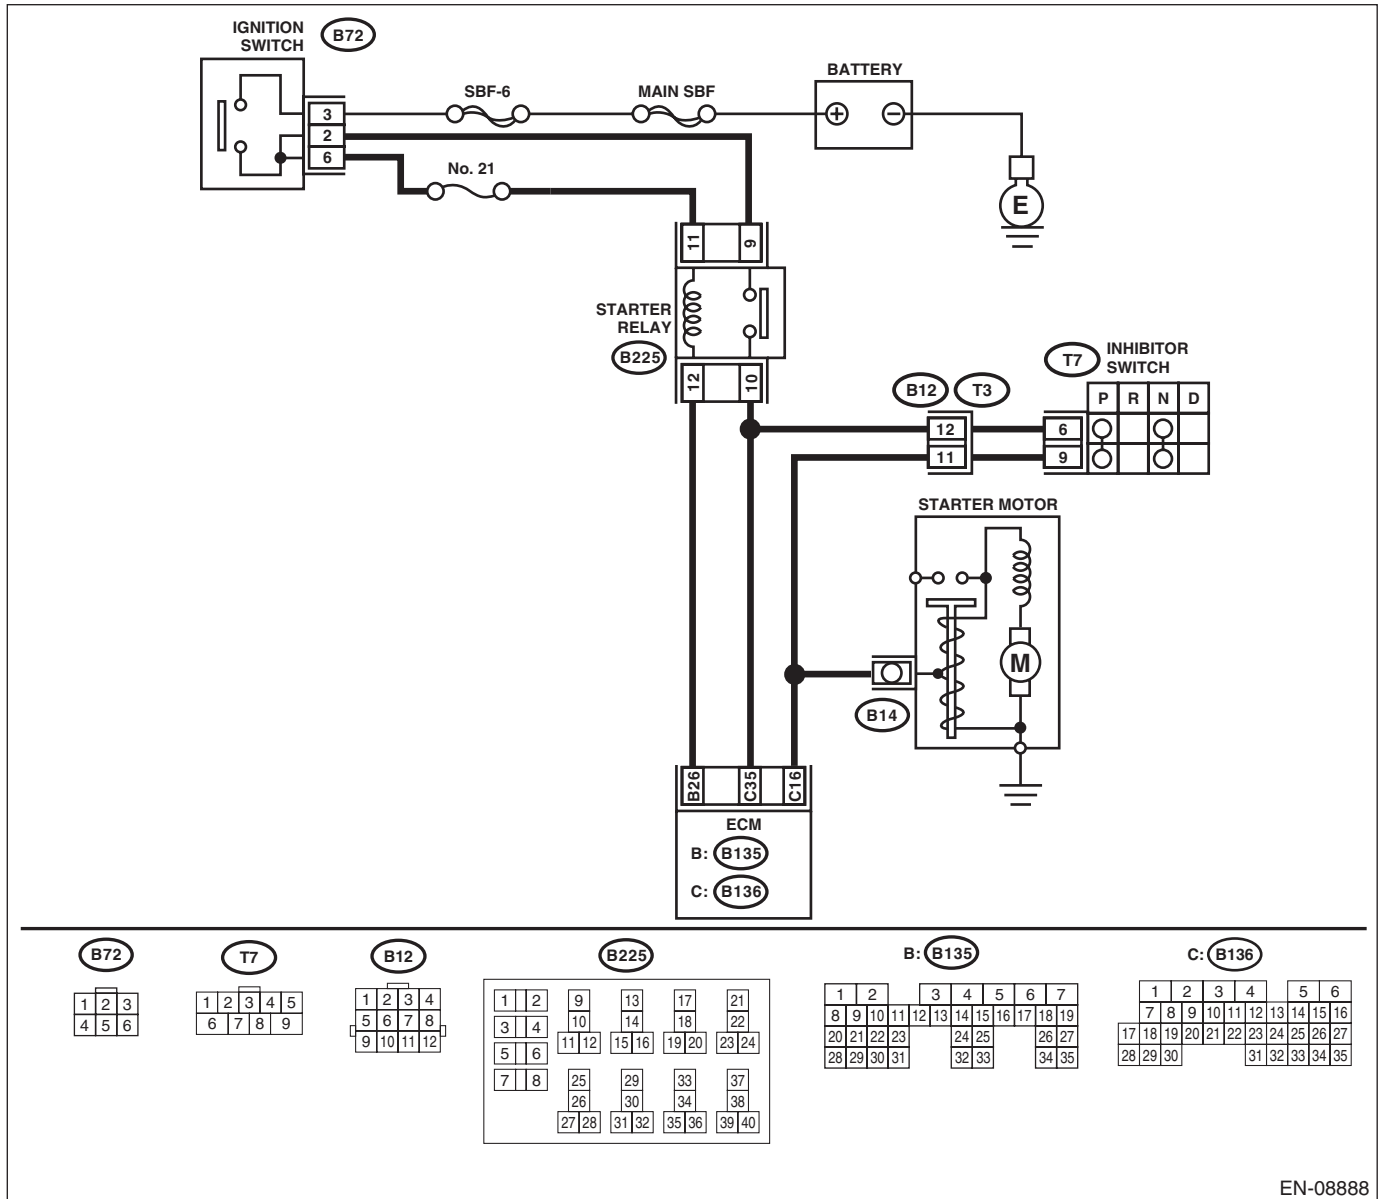 IGNITION
SWITCH
B72
3
2
6
SBF-6
MAIN SBF
BATTERY
+ −
E
No. 21
11 9
STARTER
RELAY
B225
12 10
B12 T3
T7
INHIBITOR
SWITCH
P R N D
12 6
11 9
STARTER MOTOR
M
B14
B26 C35 C16
ECM
B: B135
C: B136
B72
1 2 3
4 5 6
T7
1 2 3 4 5
6 7 8 9
B12
1 2 3 4
5 6 7 8
9 10 11 12
B225
1 2
3 4
5 6
7 8
9 13 17 21
10 14 18 22
11 12 15 16 19 20 23 24
25 29 33 37
26 30 34 38
27 28 31 32 35 36 39 40
B: B135
1 2 3 4 5 6 7
8 9 10 11 12 13 14 15 16 17 18 19
20 21 22 23 24 25 26 27
28 29 30 31 32 33 34 35
C: B136
1 2 3 4 5 6
7 8 9 10 11 12 13 14 15 16
17 18 19 20 21 22 23 24 25 26 27
28 29 30 31 32 33 34 35
EN-08888